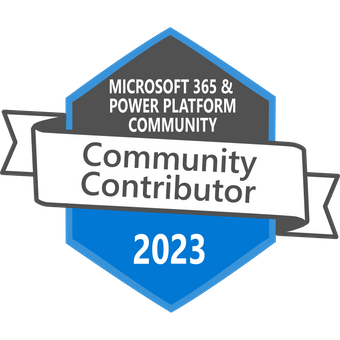 MICROSOFT 365 &
POWER PLATFORM
COMMUNITY
Community
Contributor
2023